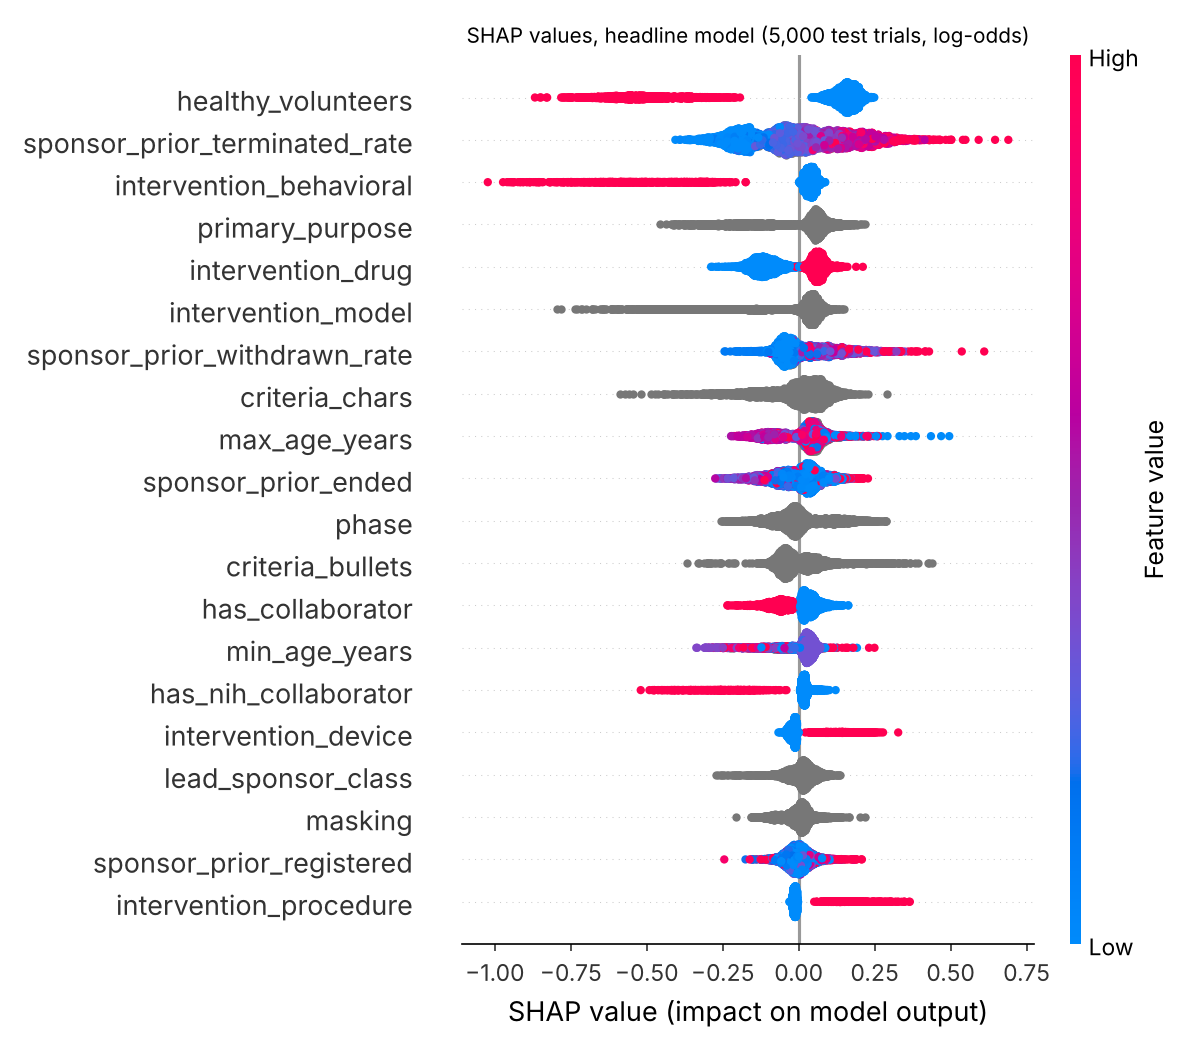 SHAP values, headline model (5,000 test trials, log-odds)
High
healthy_volunteers
sponsor_prior_terminated_rate
intervention_behavioral
primary_purpose
intervention_drug
intervention_model
sponsor_prior_withdrawn_rate
criteria_chars
max_age_years
sponsor_prior_ended
phase
criteria_bullets
has_collaborator
min_age_years
has_nih_collaborator
intervention_device
lead_sponsor_class
masking
sponsor_prior_registered
intervention_procedure
Feature value
Low
−1.00 −0.75 −0.50 −0.25 0.00 0.25 0.50 0.75
SHAP value (impact on model output)